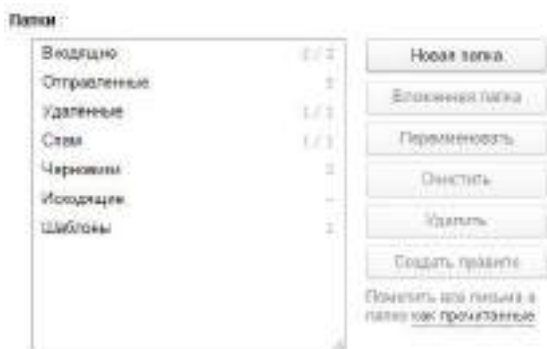 Папки
Входящие
Отправленные
Удалённые
Спам
Черновики
Исходящие
Шаблоны
Новая папка
Вложенная папка
Переименовать
Очистить
Удалить
Создать правило
Пометить все письма в
папке как прочитанные